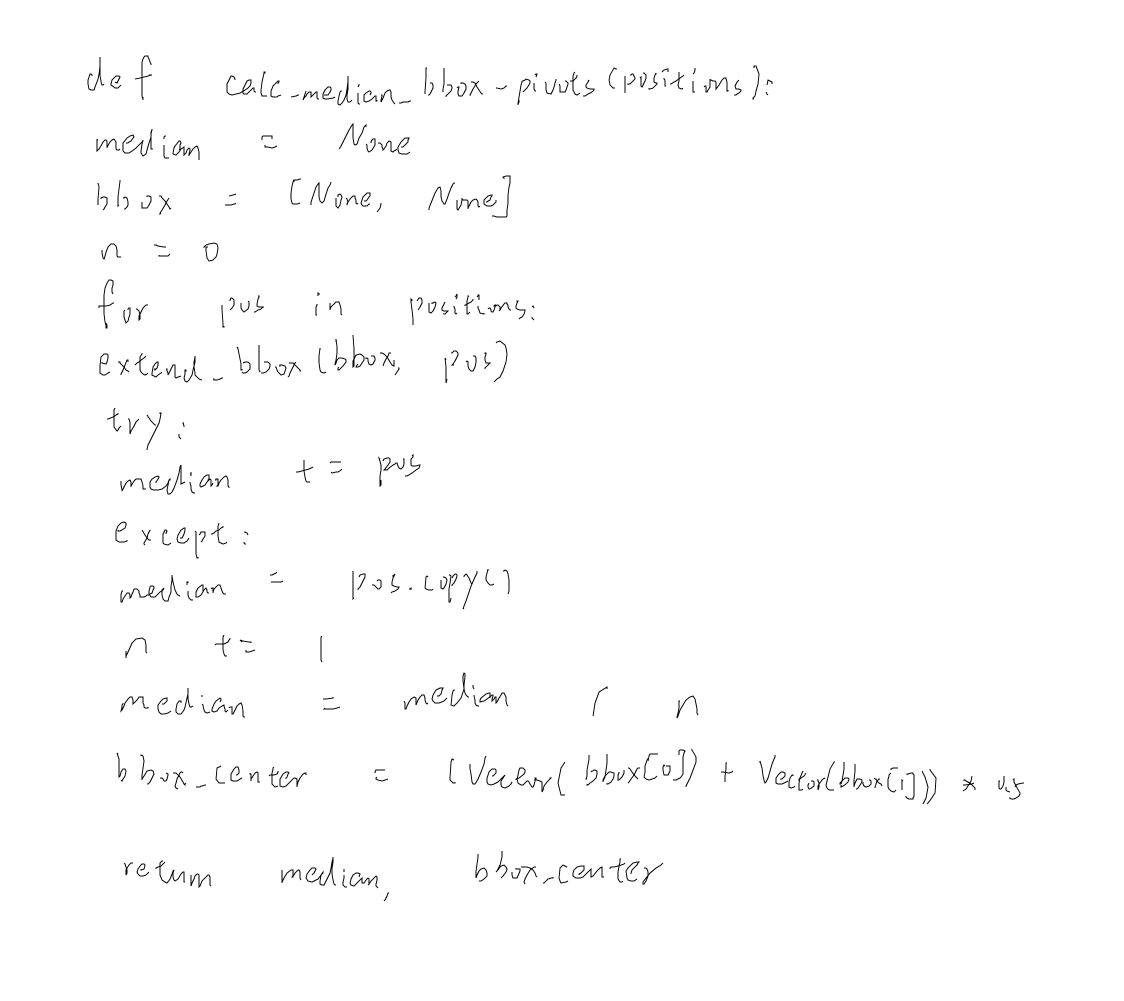 def calc_median_bbox_pivots(positions):
median = None
bbox = [None, None]
n = 0
for pos in positions:
extend_bbox(bbox, pos)
try:
median += pos
except:
median = pos.copy()
n += 1
median = median / n
bbox_center = (Vector(bbox[0]) + Vector(bbox[1])) * 0.5
return median, bbox_center